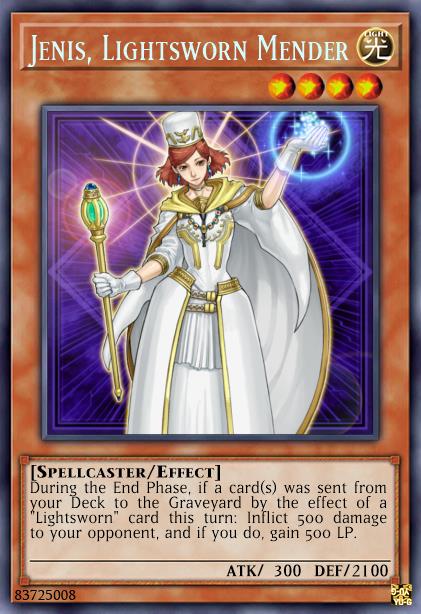 Jenis, Lightsworn Mender
LIGHT
光
[Spellcaster/Effect]
During the End Phase, if a card(s) was sent from
your Deck to the Graveyard by the effect of a
"Lightsworn" card this turn: Inflict 500 damage
to your opponent, and if you do, gain 500 LP.
ATK/ 300 DEF/2100
83725008